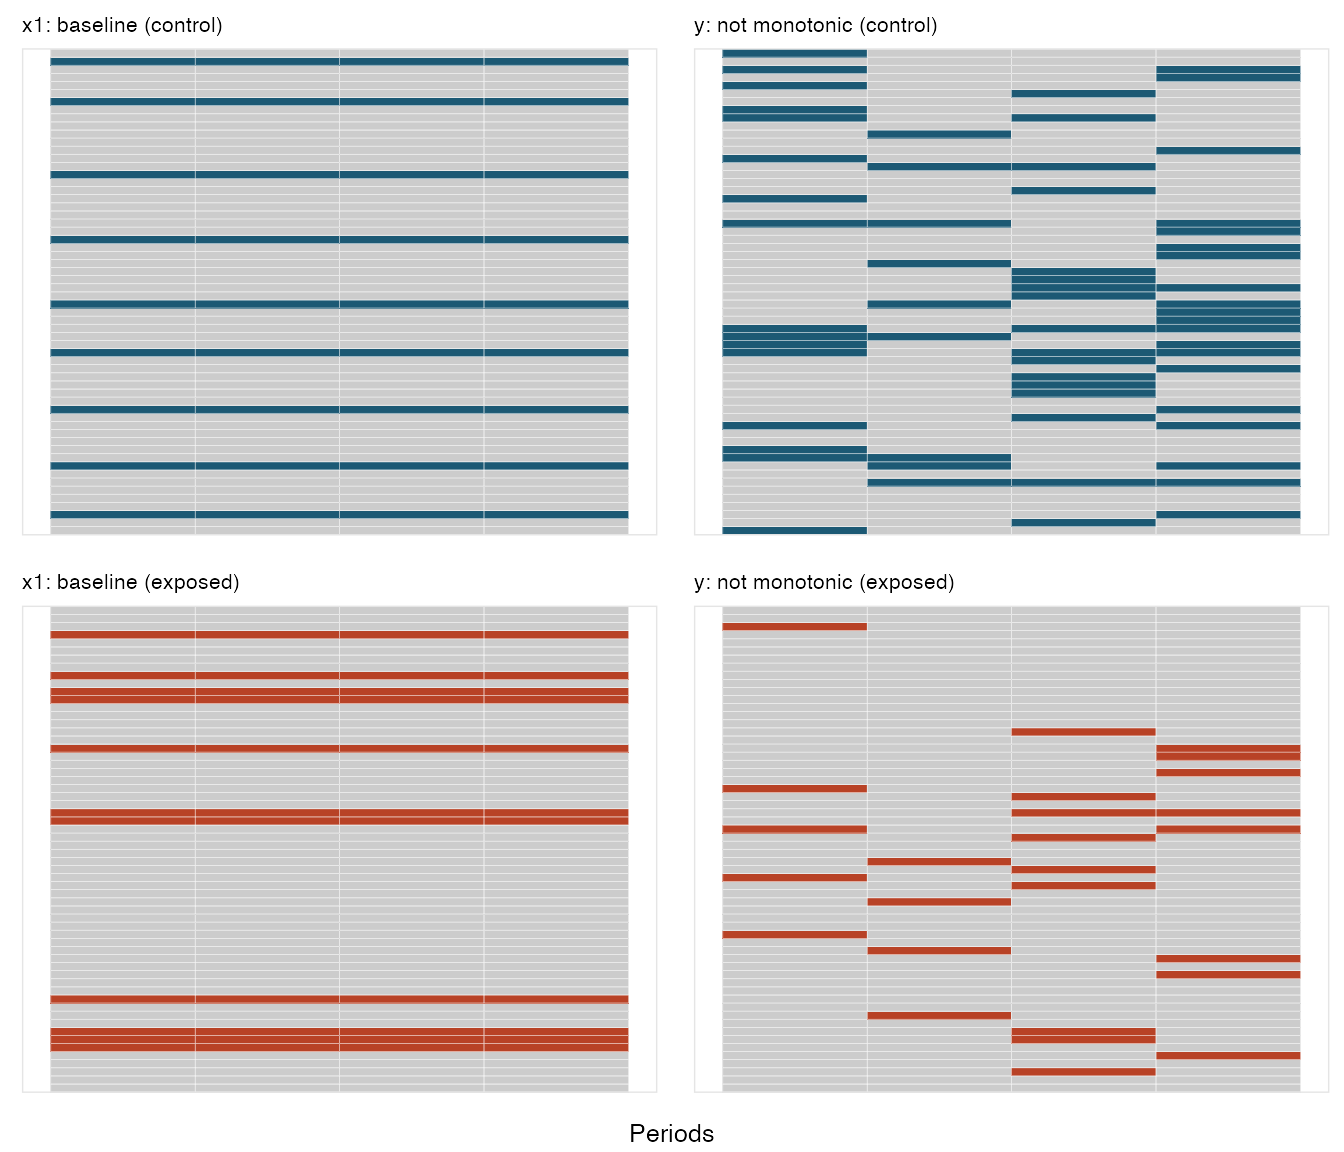 x1: baseline (control)
y: not monotonic (control)
x1: baseline (exposed)
y: not monotonic (exposed)
Periods